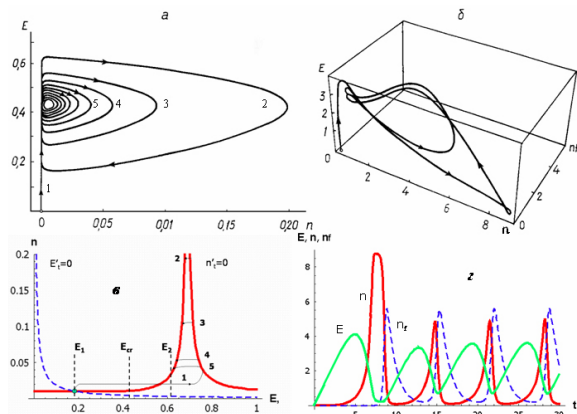 а
E
0,6
0,4
0,2
0
1
5
4
3
2
0
0,05
0,01
0,15
0,20
n
б
E
3
2
1
0
2
4
6
8
n
0
2
4
nf
n
0.2
0.15
0.1
0.05
E't=0
в
n't=0
E1
Ecr
E2
2
3
4
5
1
0.2
0.4
0.6
0.8
1
E,
E, n, nf
г
8
6
4
2
n
nf
E
5
10
15
20
25
30
t